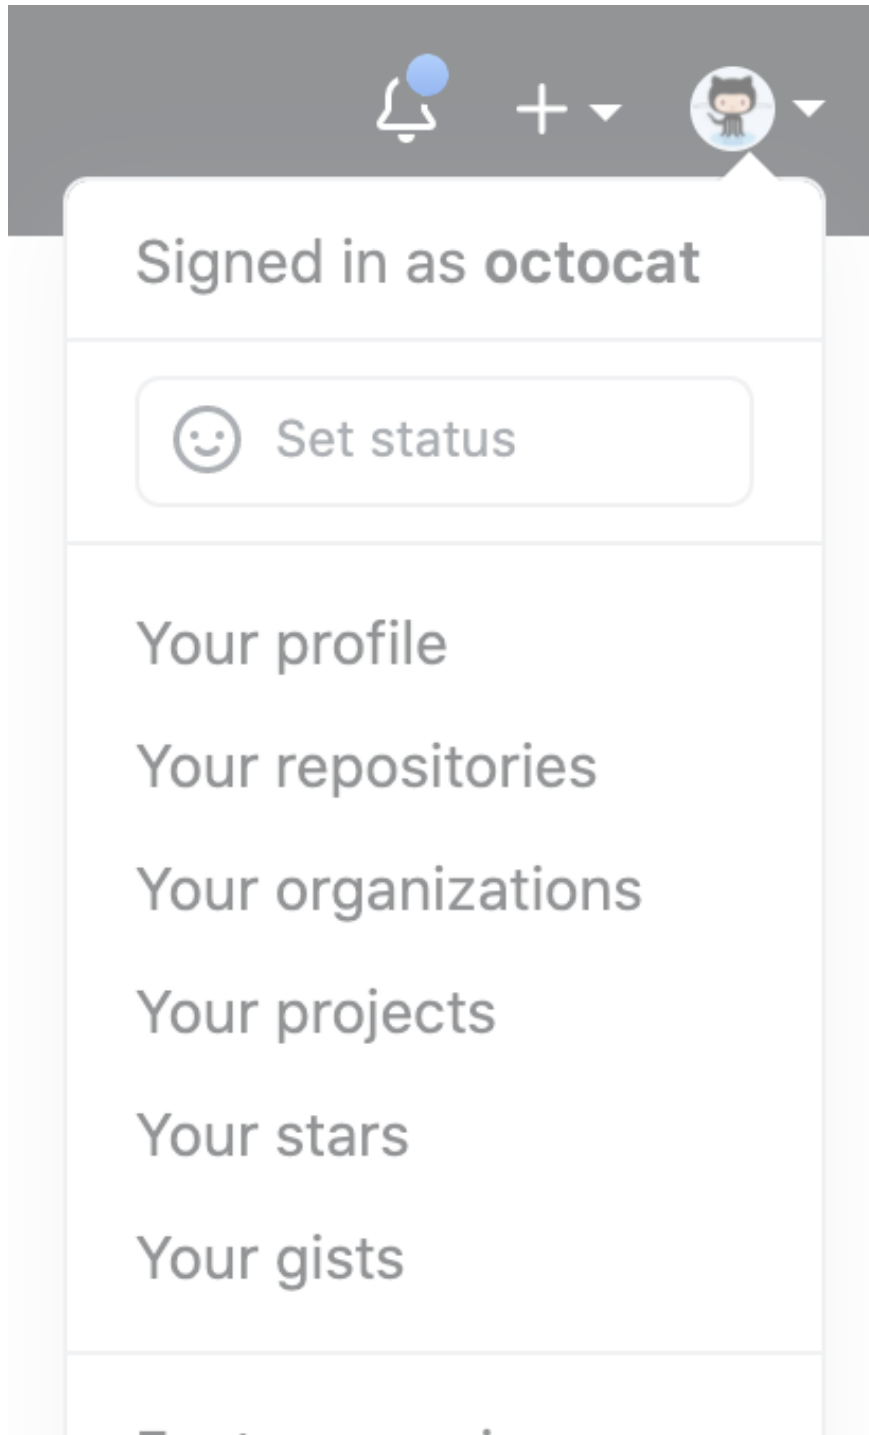 Signed in as octocat
Set status
Your profile
Your repositories
Your organizations
Your projects
Your stars
Your gists